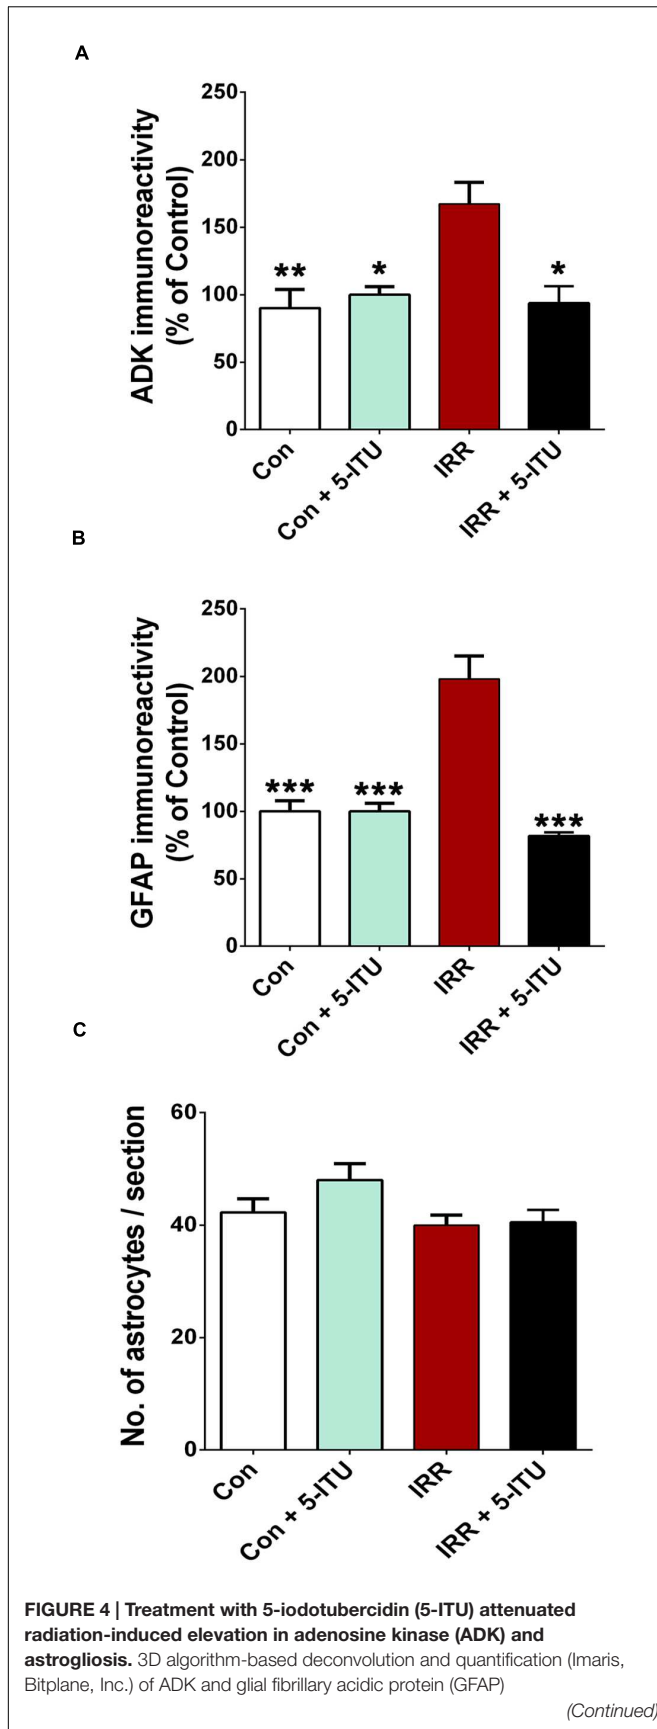 A
ADK immunoreactivity
(% of Control)
250
200
150
100
50
0
**
*
*
Con
Con + 5-ITU
IRR
IRR + 5-ITU
B
GFAP immunoreactivity
(% of Control)
250
200
150
100
50
0
***
***
***
Con
Con + 5-ITU
IRR
IRR + 5-ITU
C
No. of astrocytes / section
60
40
20
0
Con
Con + 5-ITU
IRR
IRR + 5-ITU
FIGURE 4 | Treatment with 5-iodotubercidin (5-ITU) attenuated
radiation-induced elevation in adenosine kinase (ADK) and
astrogliosis. 3D algorithm-based deconvolution and quantification (Imaris,
Bitplane, Inc.) of ADK and glial fibrillary acidic protein (GFAP)
(Continued)